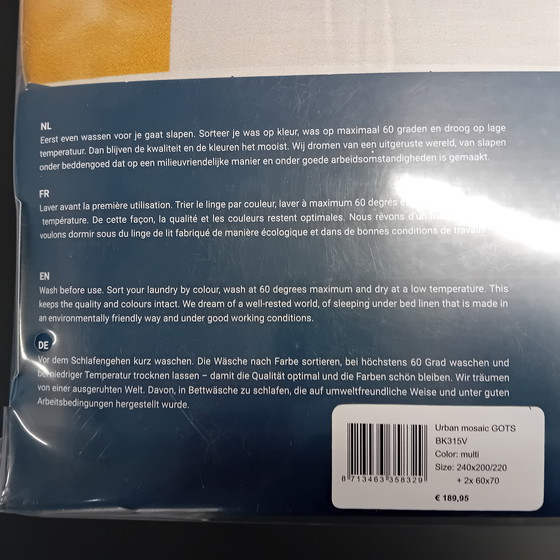 NL
Eerst even wassen voor je gaat slapen. Sorteer je was op kleur, was op maximaal 60 graden en droog op lage
temperatuur. Dan blijven de kwaliteit en de kleuren het mooist. Wij dromen van een uitgeruste wereld, van slapen
onder beddengoed dat op een milieuvriendelijke manier en onder goede arbeidsomstandigheden is gemaakt.
FR
Laver avant la première utilisation. Trier le linge par couleur, laver à maximum 60 degrés
température. De cette façon, la qualité et les couleurs restent optimales. Nous rêvons d'un
voulons dormir sous du linge de lit fabriqué de manière écologique et dans de bonnes conditions de travail
EN
Wash before use. Sort your laundry by colour, wash at 60 degrees maximum and dry at a low temperature. This
keeps the quality and colours intact. We dream of a well-rested world, of sleeping under bed linen that is made in
an environmentally friendly way and under good working conditions.
DE
Vor dem Schlafengehen kurz waschen. Die Wäsche nach Farbe sortieren, bei höchstens 60 Grad waschen und
bei niedriger Temperatur trocknen lassen – damit die Qualität optimal und die Farben schön bleiben. Wir träumen
von einer ausgeruhten Welt. Davon, in Bettwäsche zu schlafen, die auf umweltfreundliche Weise und unter guten
Arbeitsbedingungen hergestellt wurde.
Urban mosaic GOTS
BK315V
Color: multi
Size: 240x200/220
+ 2x 60x70
€ 189,95
8 713463 358329